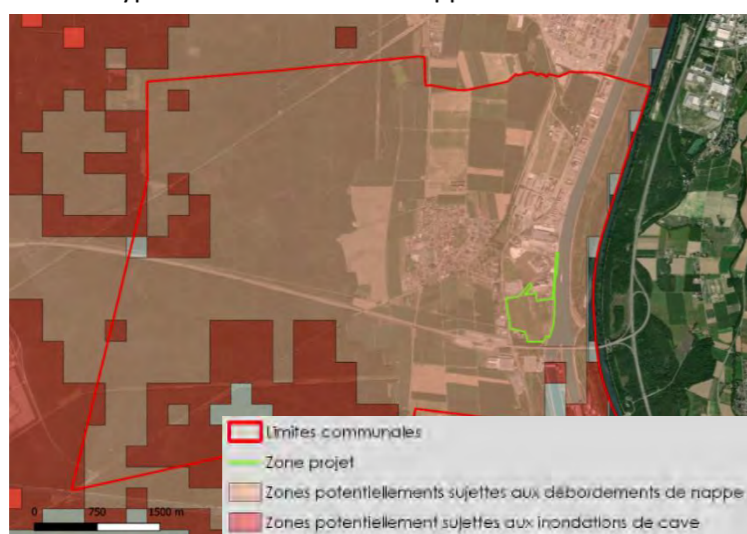 Limites communales
Zone projet
Zones potentiellements sujettes aux débordements de nappe
Zones potentiellement sujettes aux inondations de cave
0 750 1500 m